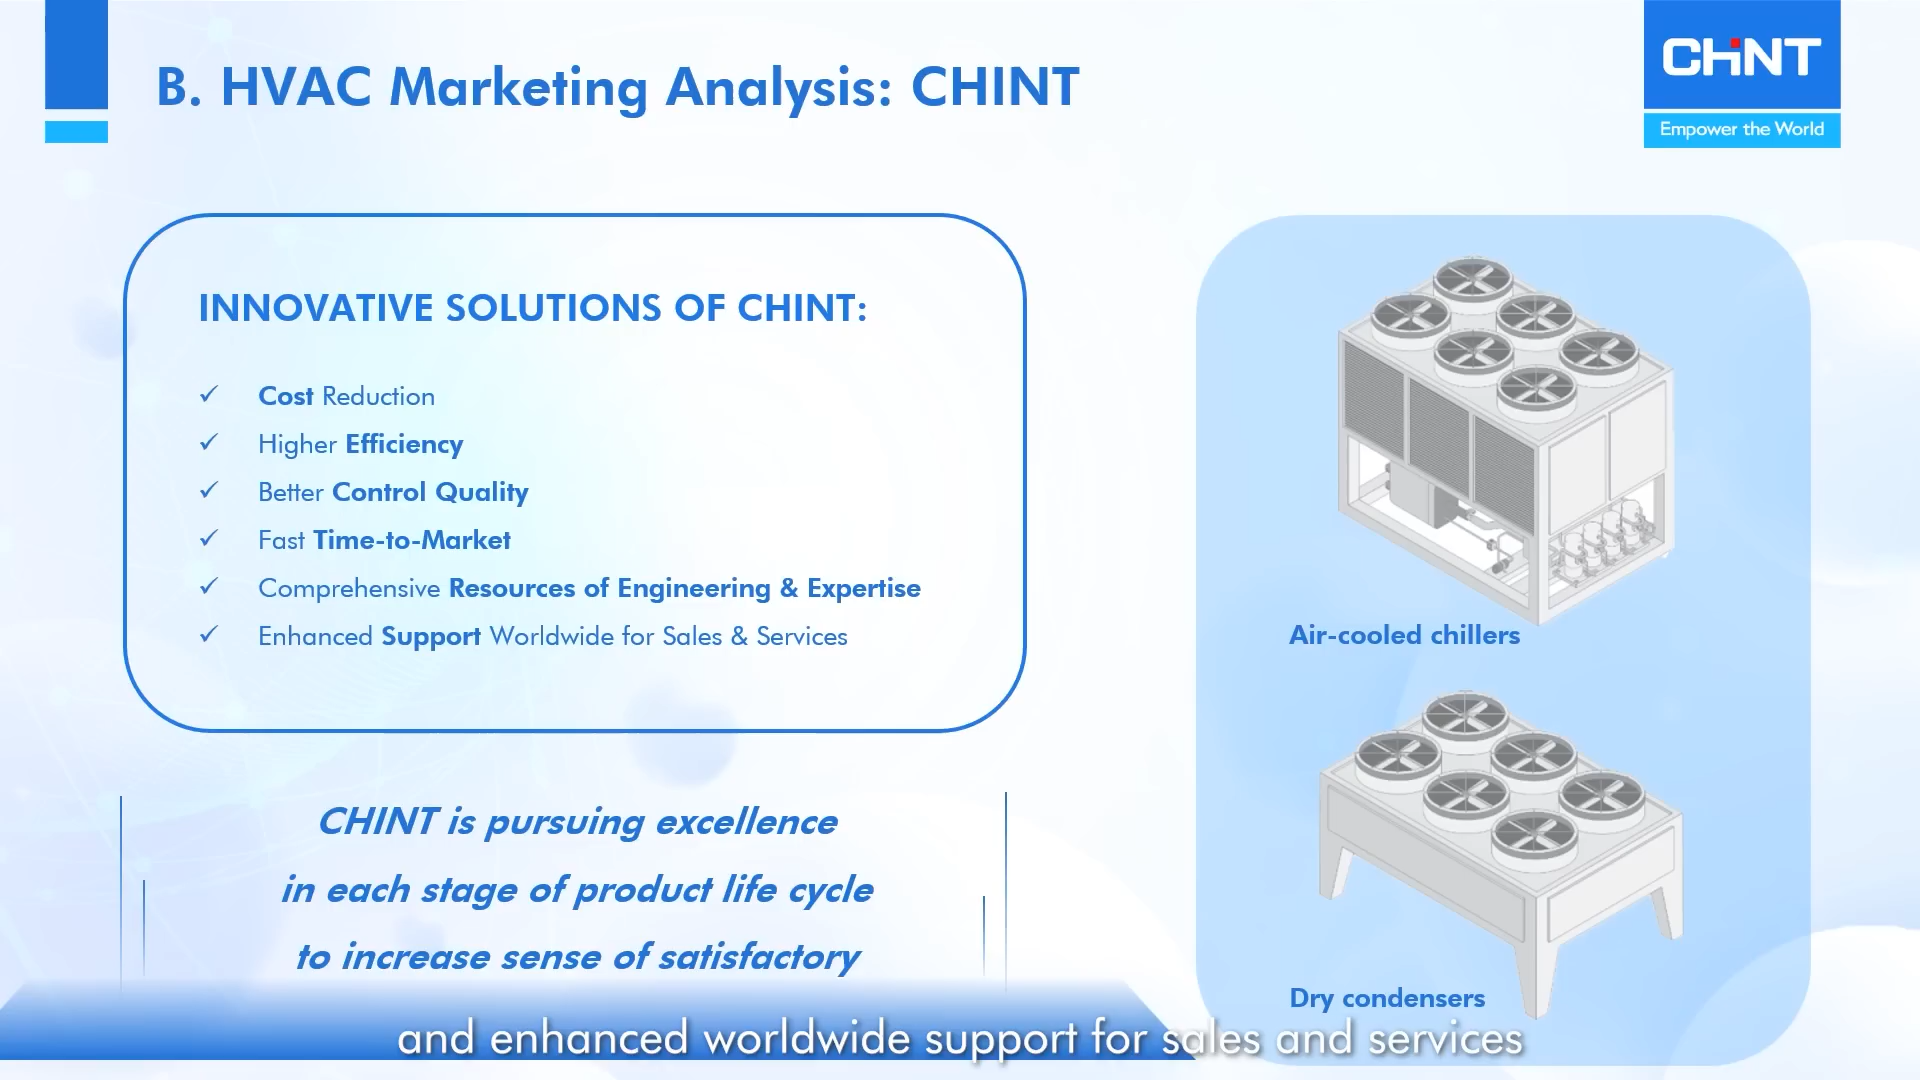 B. HVAC Marketing Analysis: CHINT
CHINT
Empower the World
INNOVATIVE SOLUTIONS OF CHINT:
✓ Cost Reduction
✓ Higher Efficiency
✓ Better Control Quality
✓ Fast Time-to-Market
✓ Comprehensive Resources of Engineering & Expertise
✓ Enhanced Support Worldwide for Sales & Services
CHINT is pursuing excellence
in each stage of product life cycle
to increase sense of satisfactory
Air-cooled chillers
Dry condensers
and enhanced worldwide support for sales and services